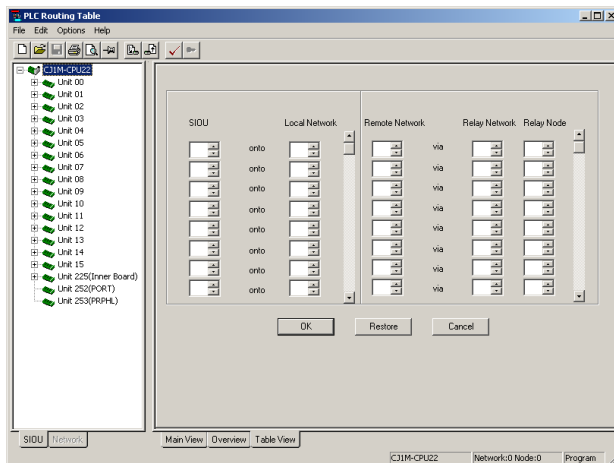 PLC Routing Table
File Edit Options Help
CJ1M-CPU22
Unit 00
Unit 01
Unit 02
Unit 03
Unit 04
Unit 05
Unit 06
Unit 07
Unit 08
Unit 09
Unit 10
Unit 11
Unit 12
Unit 13
Unit 14
Unit 15
Unit 225(Inner Board)
Unit 252(PORT)
Unit 253(PRPHL)
SIOU Network
SIOU Local Network Remote Network Relay Network Relay Node
onto via
onto via
onto via
onto via
onto via
onto via
onto via
onto via
OK Restore Cancel
Main View Overview Table View
CJ1M-CPU22 Network:0 Node:0 Program